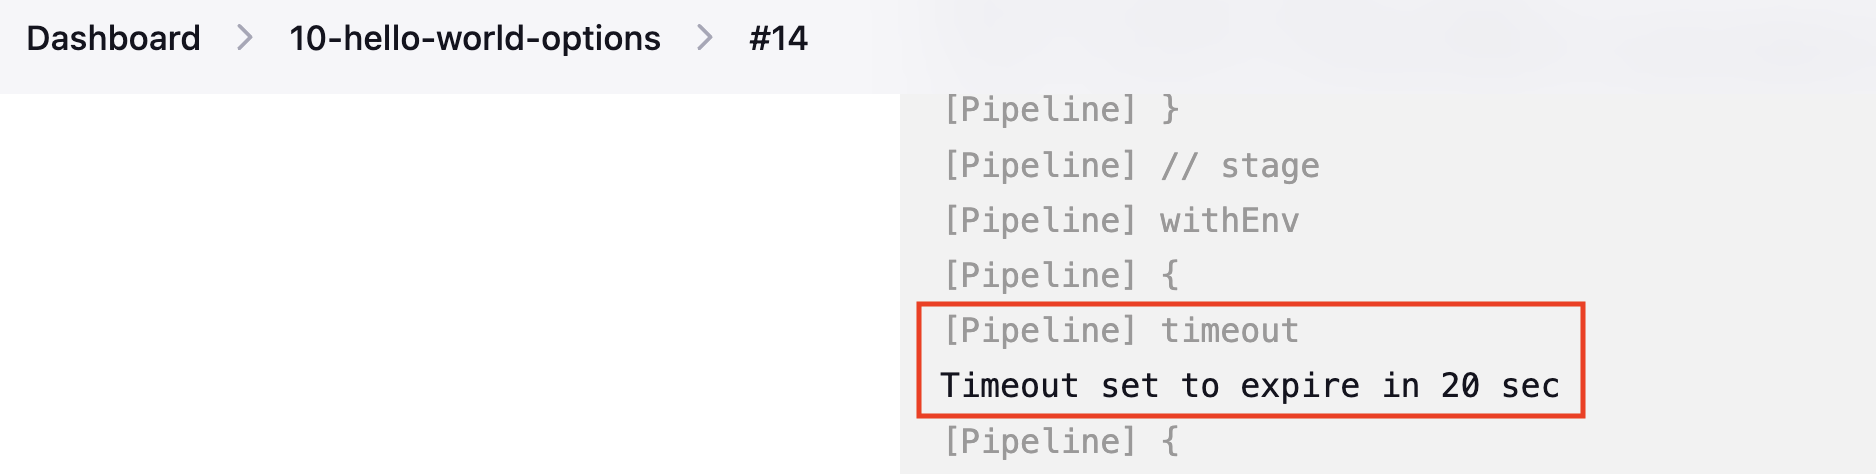 Dashboard > 10-hello-world-options > #14
[Pipeline] }
[Pipeline] // stage
[Pipeline] withEnv
[Pipeline] {
[Pipeline] timeout
Timeout set to expire in 20 sec
[Pipeline] {